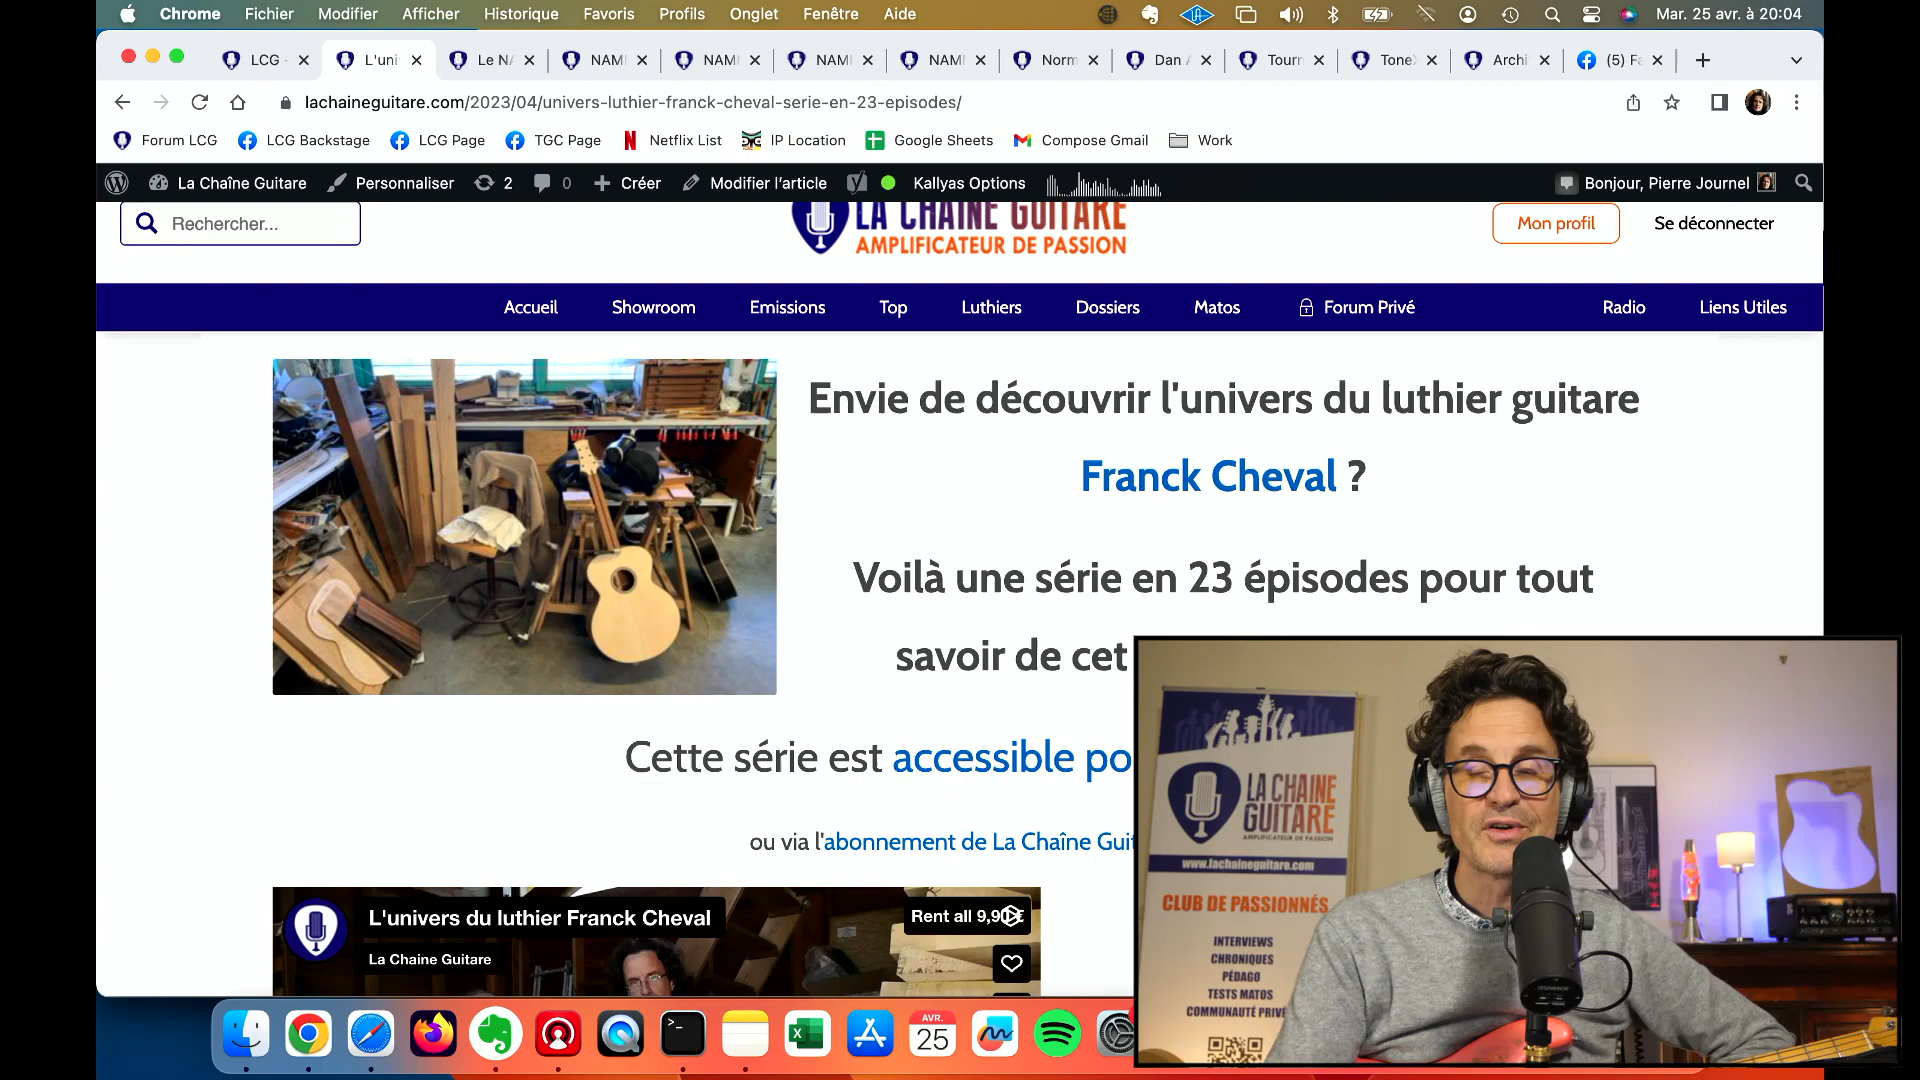 Chrome Fichier Modifier Afficher Historique Favoris Profils Onglet Fenêtre Aide Mar. 25 avr. à 20:04
LCG - L'uni Le NA NAM NAM NAM NAM Norm Dan Tourn Tone Archi (5) Fa
lachaineguitare.com/2023/04/univers-luthier-franck-cheval-serie-en-23-episodes/
Forum LCG LCG Backstage LCG Page TGC Page Netflix List IP Location Google Sheets Compose Gmail Work
La Chaîne Guitare Personnaliser 2 0 Créer Modifier l'article Kallyas Options Bonjour, Pierre Journel
Rechercher...
LA CHAINE GUITARE
AMPLIFICATEUR DE PASSION
Mon profil Se déconnecter
Accueil Showroom Emissions Top Luthiers Dossiers Matos Forum Privé Radio Liens Utiles
Envie de découvrir l'univers du luthier guitare
Franck Cheval ?
Voilà une série en 23 épisodes pour tout
savoir de cet
Cette série est accessible po
ou via l'abonnement de La Chaîne Guit
L'univers du luthier Franck Cheval
La Chaine Guitare
Rent all 9,90€
LA CHAINE
GUITARE
AMPLIFICATEUR DE PASSION
www.lachaineguitare.com
CLUB DE PASSIONNÉS
INTERVIEWS
CHRONIQUES
PÉDAGO
TESTS MATOS
COMMUNAUTÉ PRIVÉ
AVR.
25